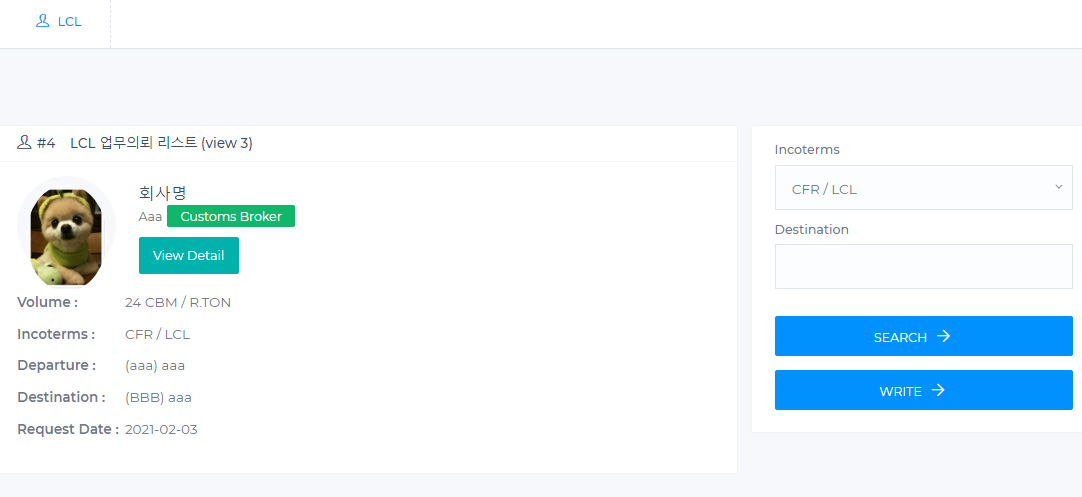 LCL
#4 LCL 업무의뢰 리스트 (view 3)
회사명
Aaa Customs Broker
View Detail
Volume : 24 CBM / R.TON
Incoterms : CFR / LCL
Departure : (aaa) aaa
Destination : (BBB) aaa
Request Date : 2021-02-03
Incoterms
CFR / LCL
Destination
SEARCH
WRITE